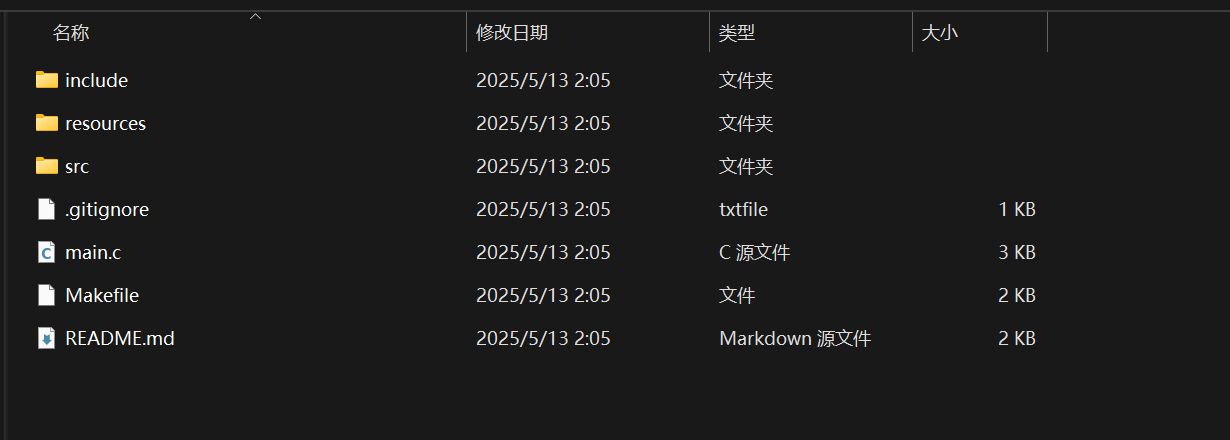 名称 修改日期 类型 大小
include 2025/5/13 2:05 文件夹
resources 2025/5/13 2:05 文件夹
src 2025/5/13 2:05 文件夹
.gitignore 2025/5/13 2:05 txtfile 1 KB
main.c 2025/5/13 2:05 C 源文件 3 KB
Makefile 2025/5/13 2:05 文件 2 KB
README.md 2025/5/13 2:05 Markdown 源文件 2 KB